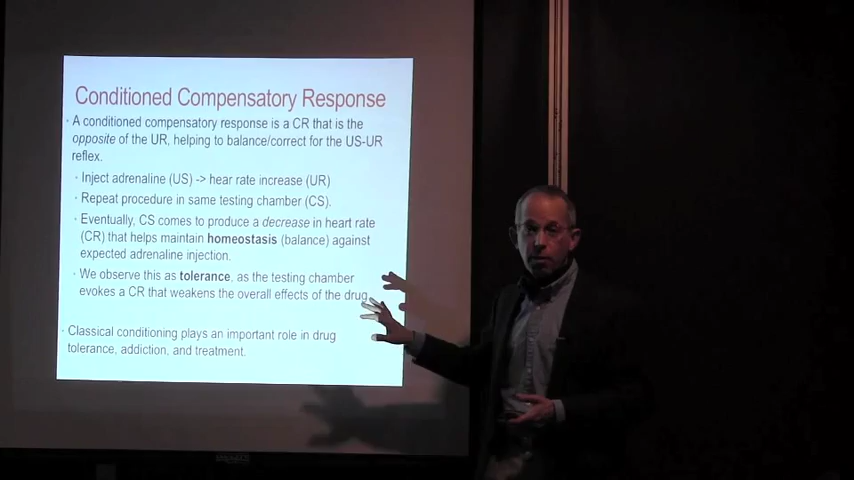 Conditioned Compensatory Response
· A conditioned compensatory response is a CR that is the
opposite of the UR, helping to balance/correct for the US-UR
reflex.
· Inject adrenaline (US) -> hear rate increase (UR)
· Repeat procedure in same testing chamber (CS).
· Eventually, CS comes to produce a decrease in heart rate
(CR) that helps maintain homeostasis (balance) against
expected adrenaline injection.
· We observe this as tolerance, as the testing chamber
evokes a CR that weakens the overall effects of the drug
· Classical conditioning plays an important role in drug
tolerance, addiction, and treatment.